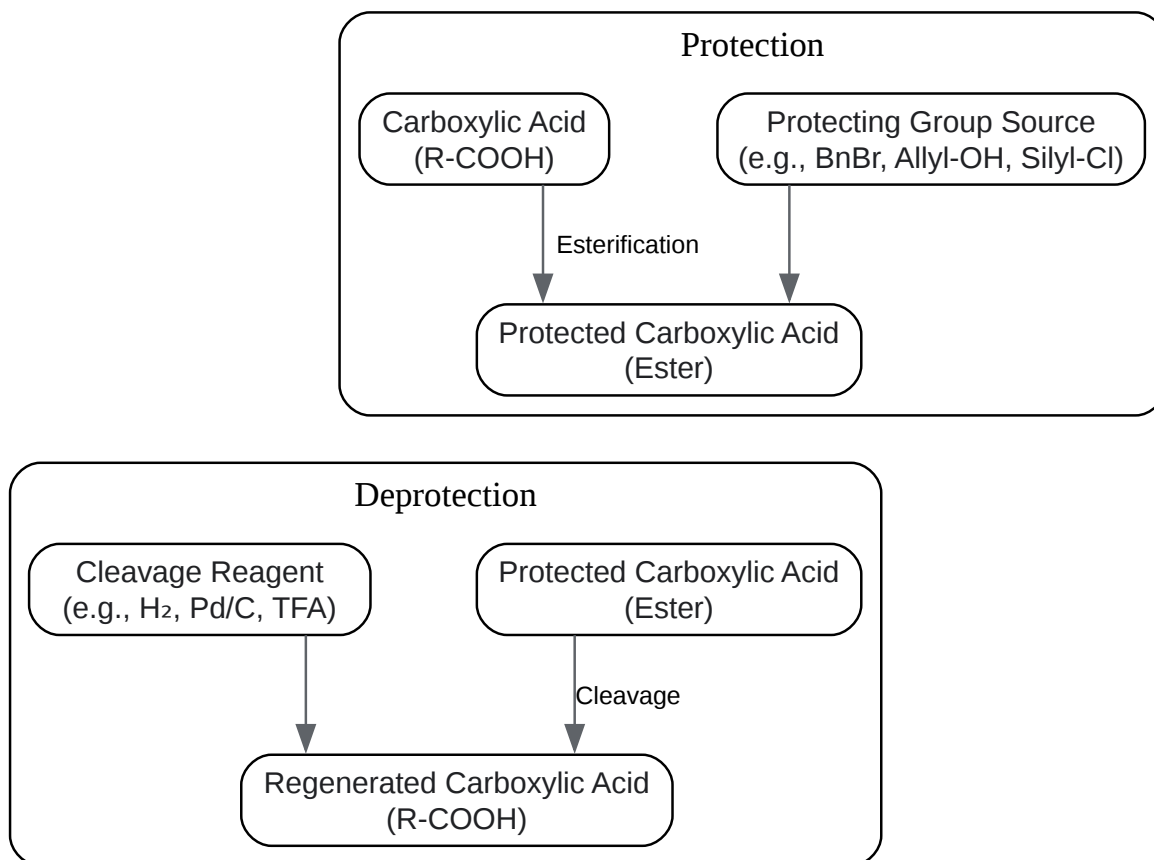 Protection
Carboxylic Acid
(R-COOH)
Protecting Group Source
(e.g., BnBr, Allyl-OH, Silyl-Cl)
Esterification
Protected Carboxylic Acid
(Ester)
Deprotection
Cleavage Reagent
(e.g., H₂, Pd/C, TFA)
Protected Carboxylic Acid
(Ester)
Cleavage
Regenerated Carboxylic Acid
(R-COOH)